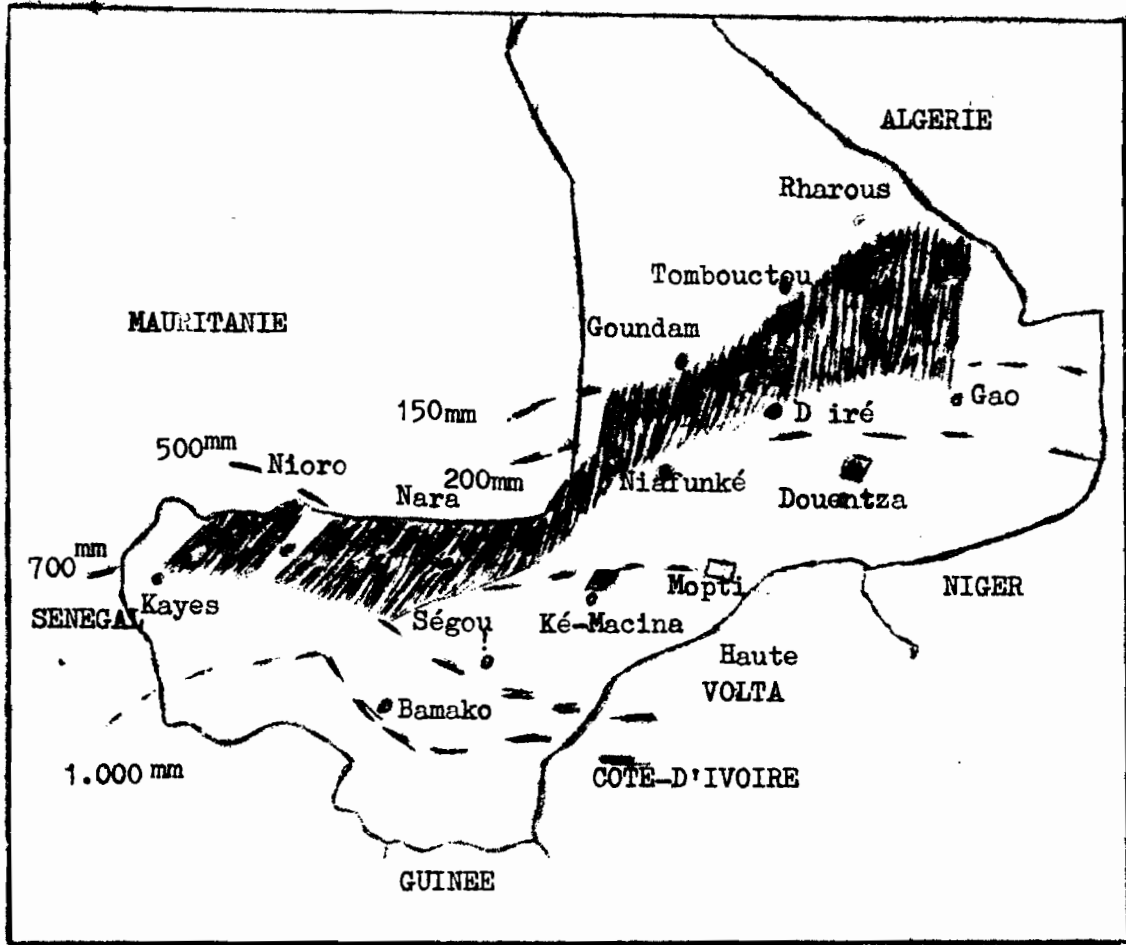 ALGERIE
Rharous
Tombouctou
MAURITANIE
Goundam
150mm
Gao
D iré
500mm
Nioro
200mm
Niafunké
Nara
Douentza
700mm
Kayes
SENEGAL
Ségou
Ké-Macina
Mopti
NIGER
Haute
VOLTA
Bamako
1.000 mm
COTE-D'IVOIRE
GUINEE